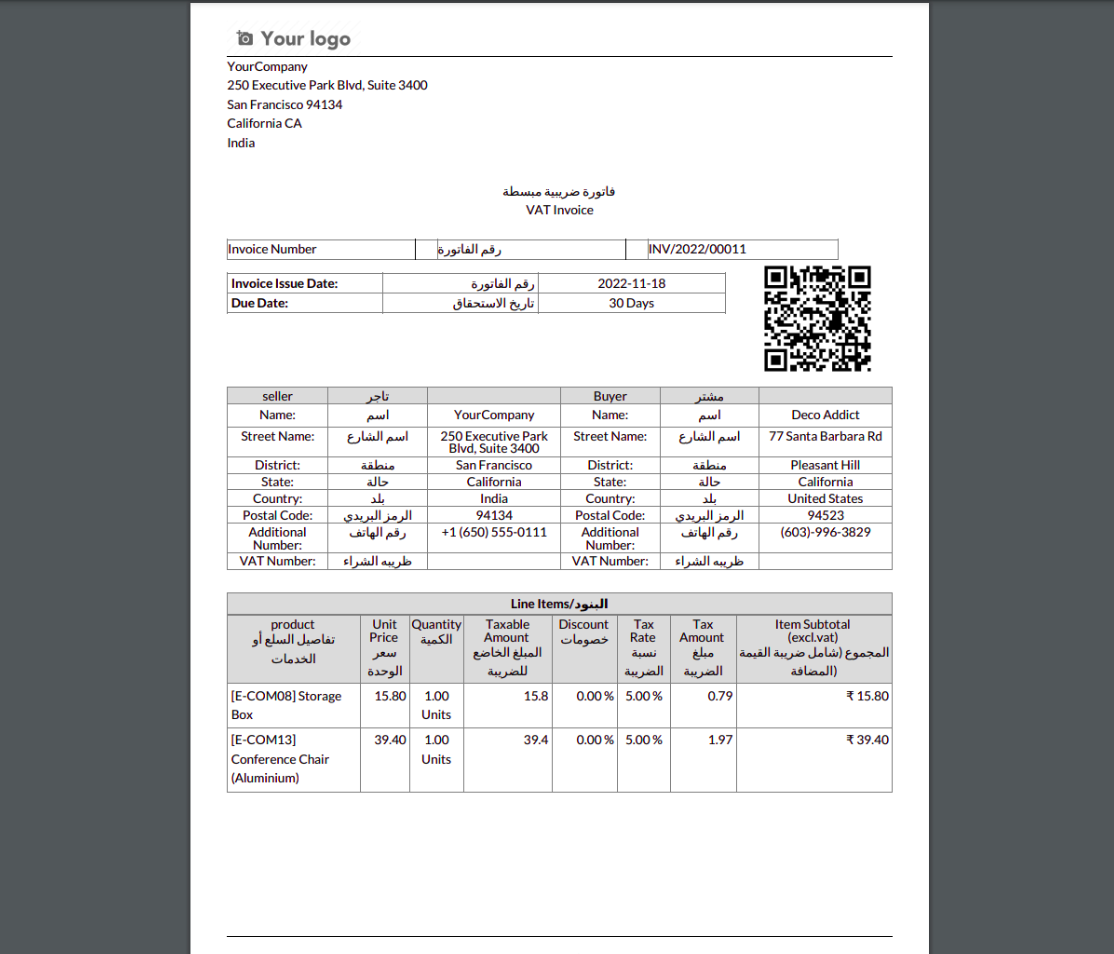 Your logo
YourCompany
250 Executive Park Blvd, Suite 3400
San Francisco 94134
California CA
India
فاتورة ضريبية مبسطة
VAT Invoice
Invoice Number رقم الفاتورة INV/2022/00011
Invoice Issue Date: رقم الفاتورة 2022-11-18
Due Date: تاريخ الاستحقاق 30 Days
seller تاجر Buyer مشتر
Name: اسم YourCompany Name: اسم Deco Addict
Street Name: اسم الشارع 250 Executive Park Street Name: اسم الشارع 77 Santa Barbara Rd
Blvd, Suite 3400
District: منطقة San Francisco District: منطقة Pleasant Hill
State: حالة California State: حالة California
Country: بلد India Country: بلد United States
Postal Code: الرمز البريدي 94134 Postal Code: الرمز البريدي 94523
Additional رقم الهاتف +1 (650) 555-0111 Additional رقم الهاتف (603)-996-3829
Number: Number:
VAT Number: ظريبه الشراء VAT Number: ظريبه الشراء
Line Items/البنود
product Unit Quantity Taxable Discount Tax Tax Item Subtotal
تفاصيل السلع أو Price الكمية Amount خصومات Rate Amount (excl.vat)
الخدمات سعر المبلغ الخاضع نسبة مبلغ المجموع (شامل ضريبة القيمة
الوحدة للضريبة الضريبة الضريبة المضافة)
[E-COM08] Storage 15.80 1.00 15.8 0.00 % 5.00 % 0.79 ₹ 15.80
Box Units
[E-COM13] 39.40 1.00 39.4 0.00 % 5.00 % 1.97 ₹ 39.40
Conference Chair Units
(Aluminium)